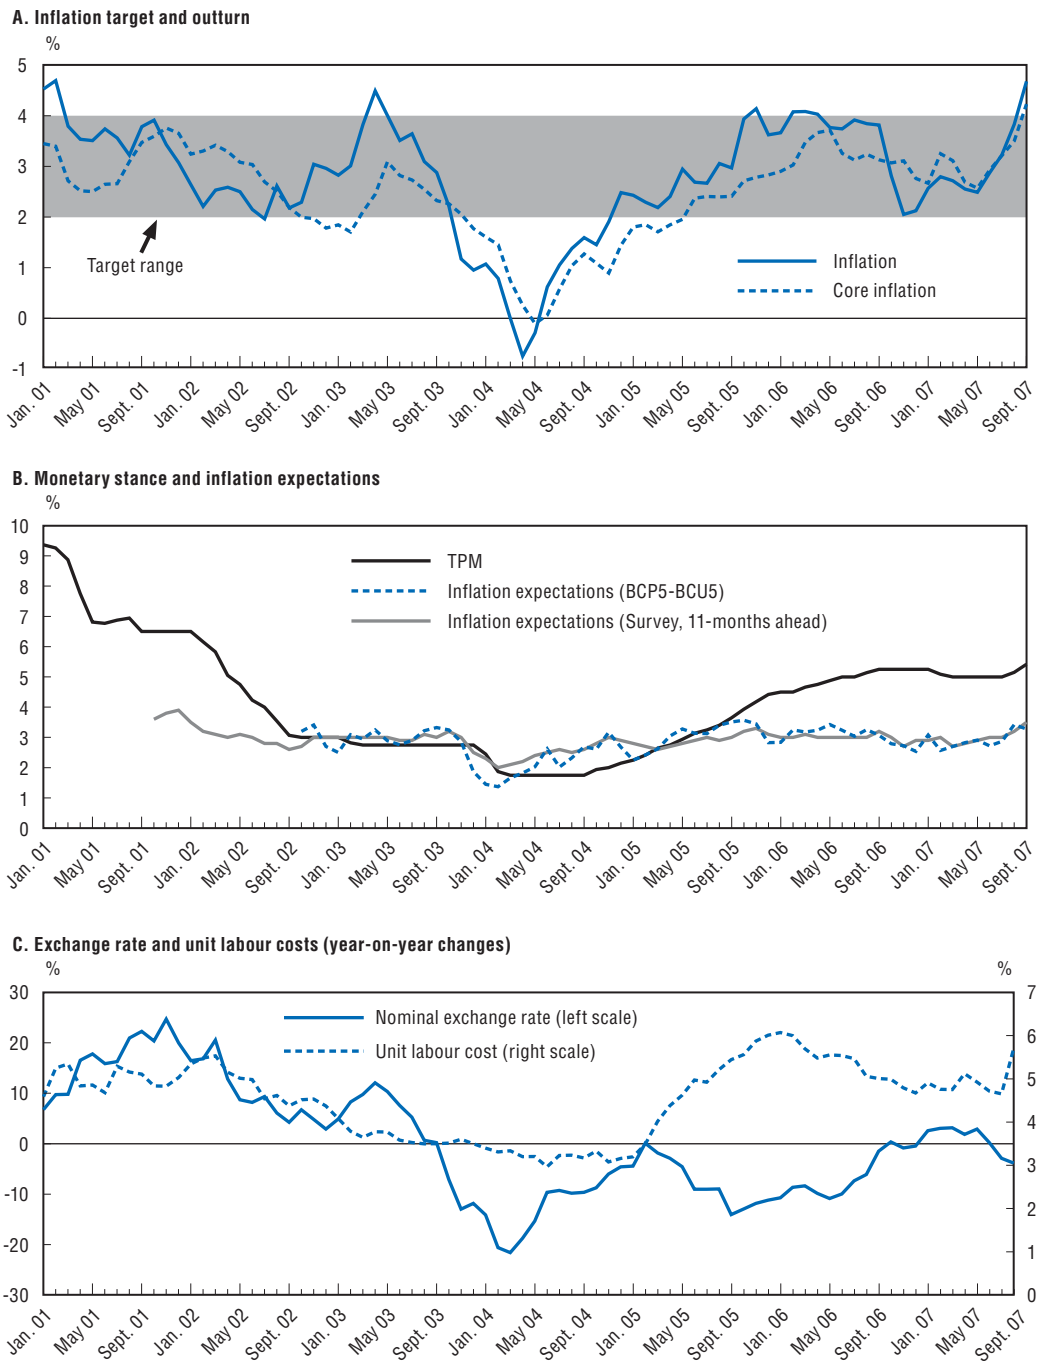 A. Inflation target and outturn
%
5
4
3
2
1
0
-1
Target range
Inflation
Core inflation
Jan. 01 May 01 Sept. 01 Jan. 02 May 02 Sept. 02 Jan. 03 May 03 Sept. 03 Jan. 04 May 04 Sept. 04 Jan. 05 May 05 Sept. 05 Jan. 06 May 06 Sept. 06 Jan. 07 May 07 Sept. 07
B. Monetary stance and inflation expectations
%
10
9
8
7
6
5
4
3
2
1
0
TPM
Inflation expectations (BCP5-BCU5)
Inflation expectations (Survey, 11-months ahead)
Jan. 01 May 01 Sept. 01 Jan. 02 May 02 Sept. 02 Jan. 03 May 03 Sept. 03 Jan. 04 May 04 Sept. 04 Jan. 05 May 05 Sept. 05 Jan. 06 May 06 Sept. 06 Jan. 07 May 07 Sept. 07
C. Exchange rate and unit labour costs (year-on-year changes)
% %
30
20
10
0
-10
-20
-30
Nominal exchange rate (left scale)
Unit labour cost (right scale)
7
6
5
4
3
2
1
0
Jan. 01 May 01 Sept. 01 Jan. 02 May 02 Sept. 02 Jan. 03 May 03 Sept. 03 Jan. 04 May 04 Sept. 04 Jan. 05 May 05 Sept. 05 Jan. 06 May 06 Sept. 06 Jan. 07 May 07 Sept. 07